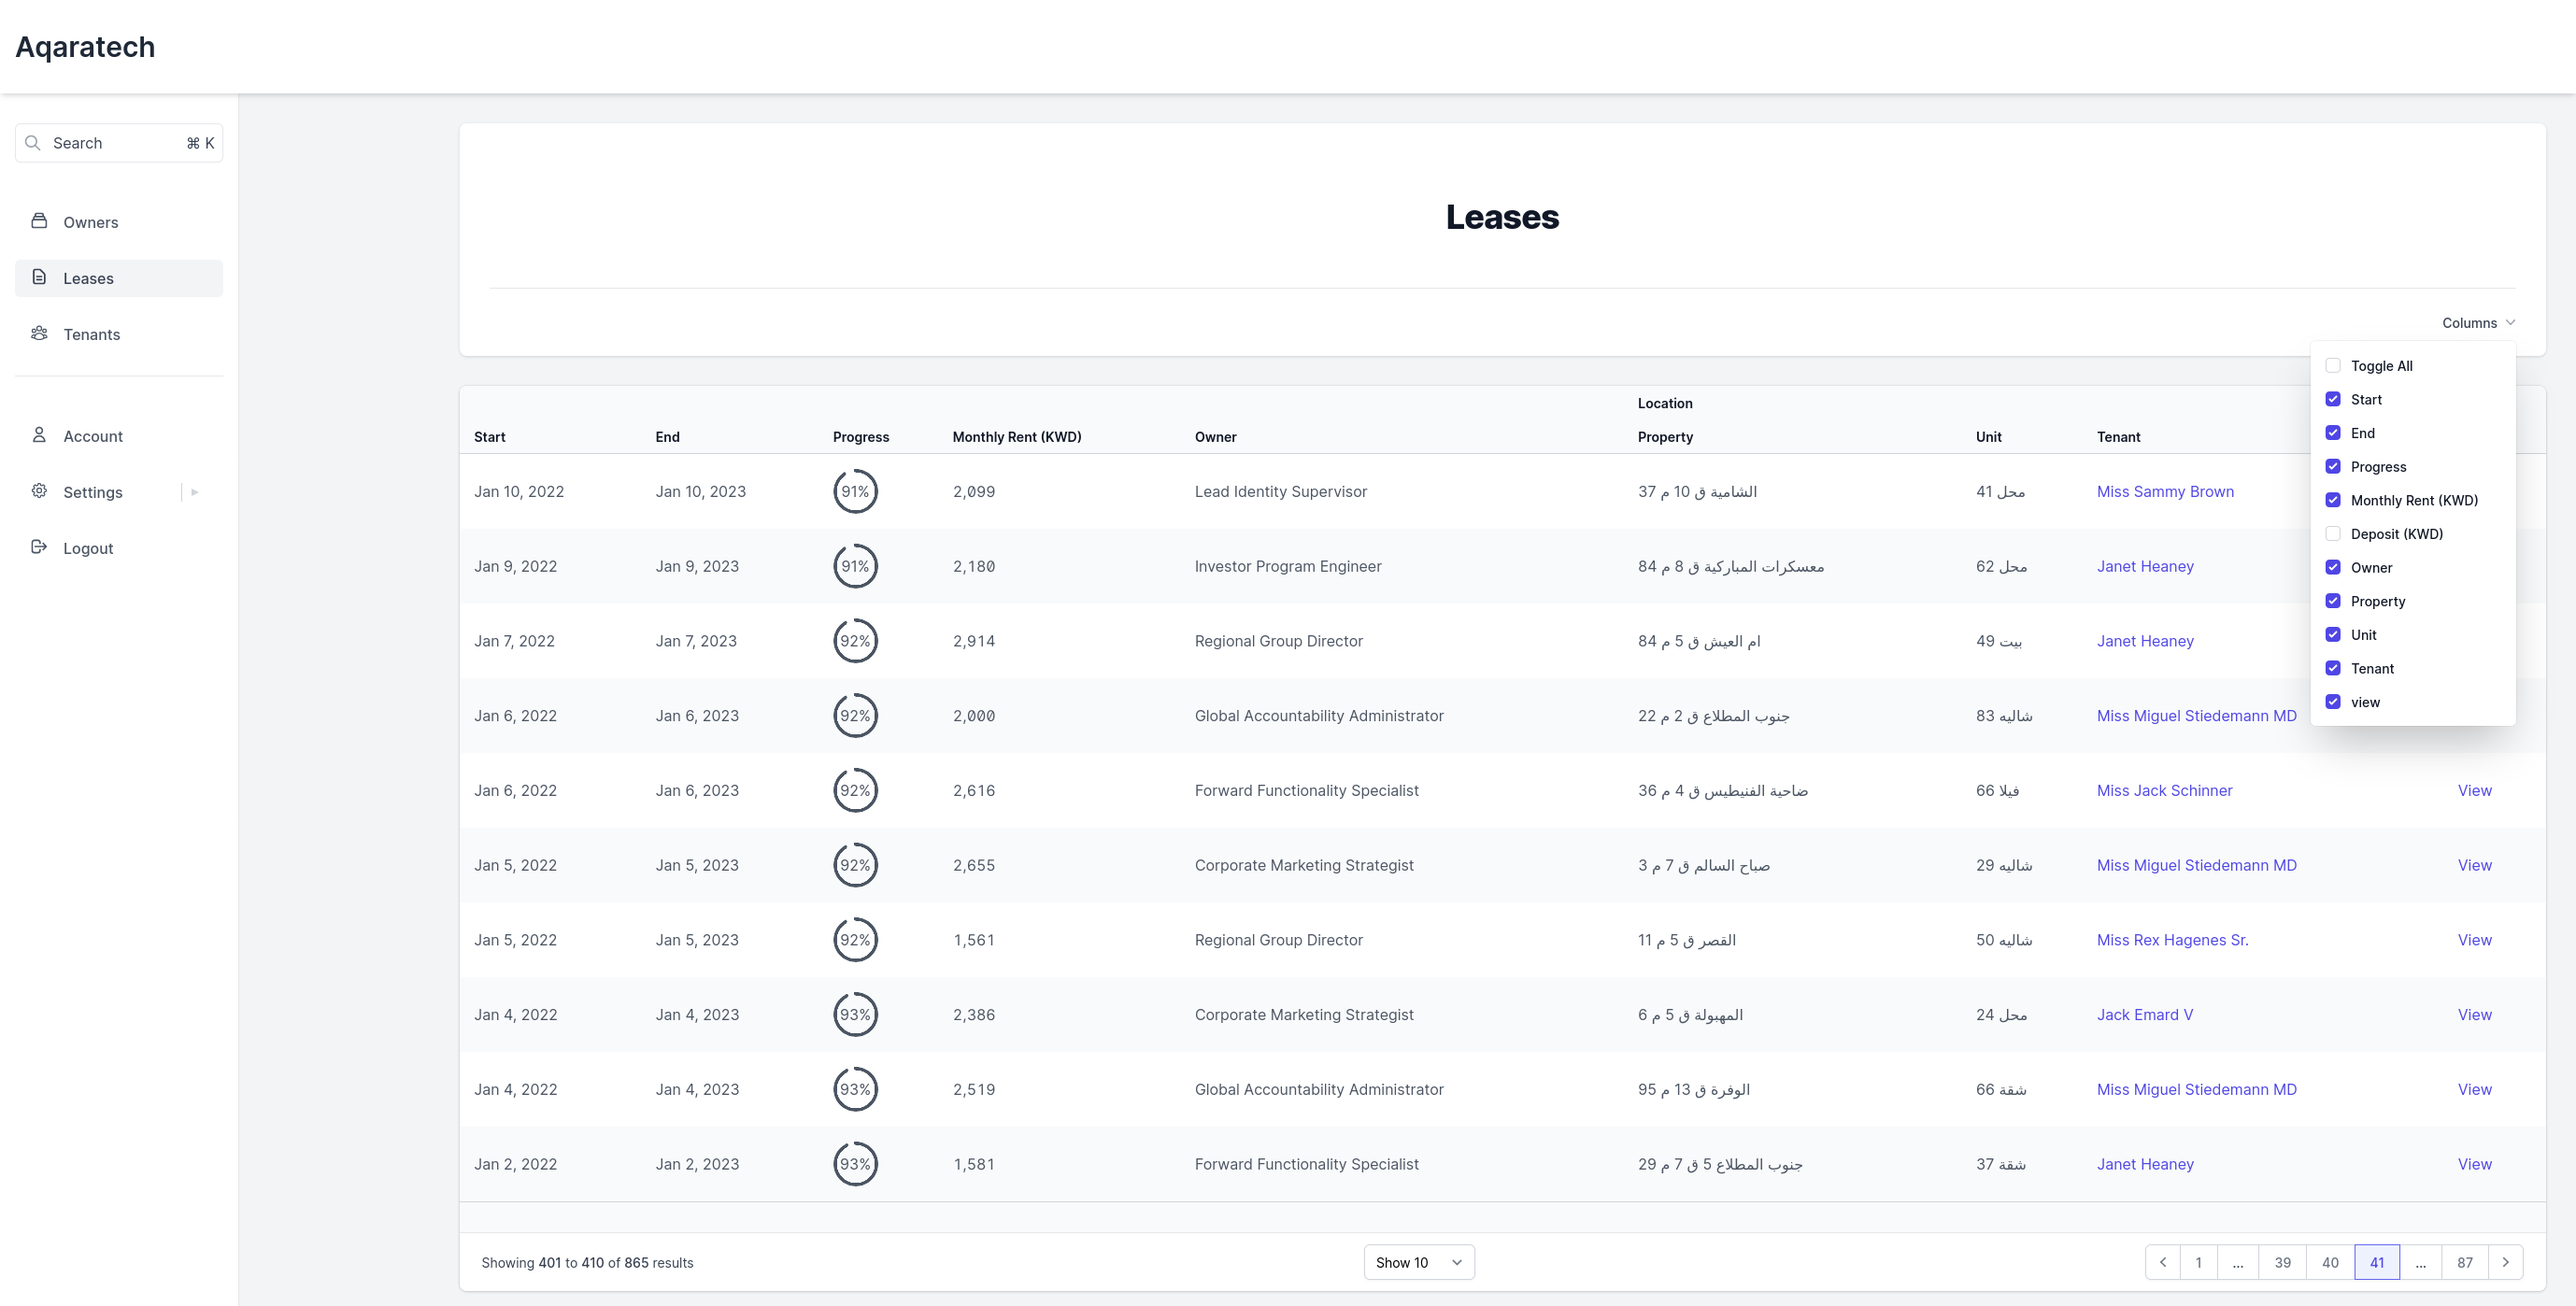 Aqaratech
Search ⌘ K
Owners
Leases
Tenants
Account
Settings
Logout
Leases
Columns
Toggle All
Start
End
Progress
Monthly Rent (KWD)
Deposit (KWD)
Owner
Property
Unit
Tenant
view
Location
Start End Progress Monthly Rent (KWD) Owner Property Unit Tenant
Jan 10, 2022 Jan 10, 2023 91% 2,099 Lead Identity Supervisor الشامية ق 10 م 37 محل 41 Miss Sammy Brown
Jan 9, 2022 Jan 9, 2023 91% 2,180 Investor Program Engineer معسكرات المباركية ق 8 م 84 محل 62 Janet Heaney
Jan 7, 2022 Jan 7, 2023 92% 2,914 Regional Group Director ام العيش ق 5 م 84 بيت 49 Janet Heaney
Jan 6, 2022 Jan 6, 2023 92% 2,000 Global Accountability Administrator جنوب المطلاع ق 2 م 22 شاليه 83 Miss Miguel Stiedemann MD
Jan 6, 2022 Jan 6, 2023 92% 2,616 Forward Functionality Specialist ضاحية الفنيطيس ق 4 م 36 فيلا 66 Miss Jack Schinner View
Jan 5, 2022 Jan 5, 2023 92% 2,655 Corporate Marketing Strategist صباح السالم ق 7 م 3 شاليه 29 Miss Miguel Stiedemann MD View
Jan 5, 2022 Jan 5, 2023 92% 1,561 Regional Group Director القصر ق 5 م 11 شاليه 50 Miss Rex Hagenes Sr. View
Jan 4, 2022 Jan 4, 2023 93% 2,386 Corporate Marketing Strategist المهبولة ق 5 م 6 محل 24 Jack Emard V View
Jan 4, 2022 Jan 4, 2023 93% 2,519 Global Accountability Administrator الوفرة ق 13 م 95 شقة 66 Miss Miguel Stiedemann MD View
Jan 2, 2022 Jan 2, 2023 93% 1,581 Forward Functionality Specialist جنوب المطلاع 5 ق 7 م 29 شقة 37 Janet Heaney View
Showing 401 to 410 of 865 results Show 10 1 ... 39 40 41 ... 87